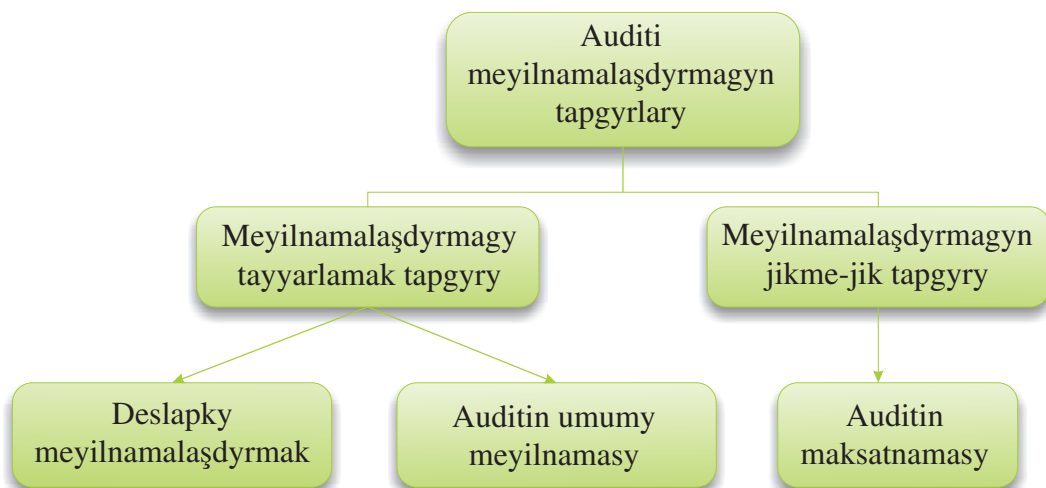 Auditi
meyilnamalaşdyrmagyn
tapgyrlary
Meyilnamalaşdyrmagy
tayyarlamak tapgyry
Meyilnamalaşdyrmagyn
jikme-jik tapgyry
Deslapky
meyilnamalaşdyrmak
Auditin umumy
meyilnamasy
Auditin
maksatnamasy